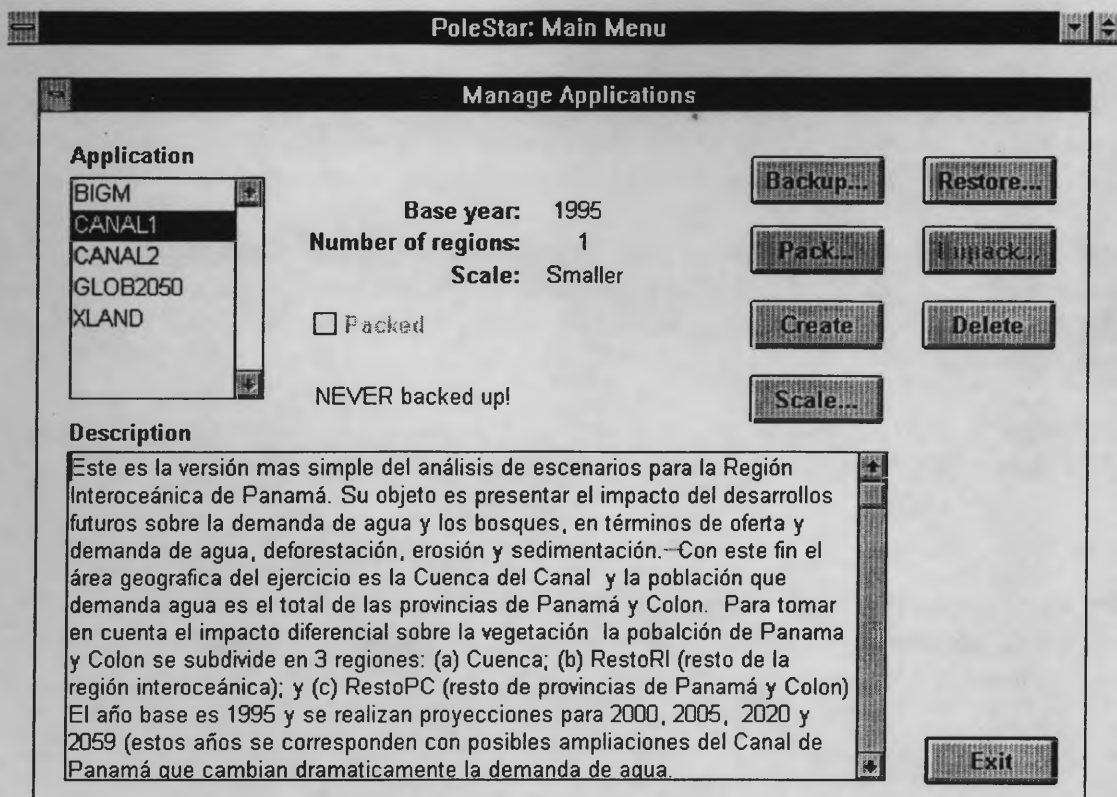 PoleStar: Main Menu
Manage Applications
Application
BIGM
CANAL1
CANAL2
GLOB2050
XLAND
Base year: 1995
Number of regions: 1
Scale: Smaller
Packed
NEVER backed up!
Backup...
Restore...
Pack...
Unpack...
Create
Delete
Scale...
Description
Este es la versión mas simple del análisis de escenarios para la Región
Interoceánica de Panamá. Su objeto es presentar el impacto del desarrollos
futuros sobre la demanda de agua y los bosques, en términos de oferta y
demanda de agua, deforestación, erosión y sedimentación. Con este fin el
área geografica del ejercicio es la Cuenca del Canal y la población que
demanda agua es el total de las provincias de Panamá y Colon. Para tomar
en cuenta el impacto diferencial sobre la vegetación la pobalción de Panama
y Colon se subdivide en 3 regiones: (a) Cuenca; (b) RestoRI (resto de la
región interoceánica); y (c) RestoPC (resto de provincias de Panamá y Colon)
El año base es 1995 y se realizan proyecciones para 2000, 2005, 2020 y
2059 (estos años se corresponden con posibles ampliaciones del Canal de
Panamá que cambian dramaticamente la demanda de agua.
Exit